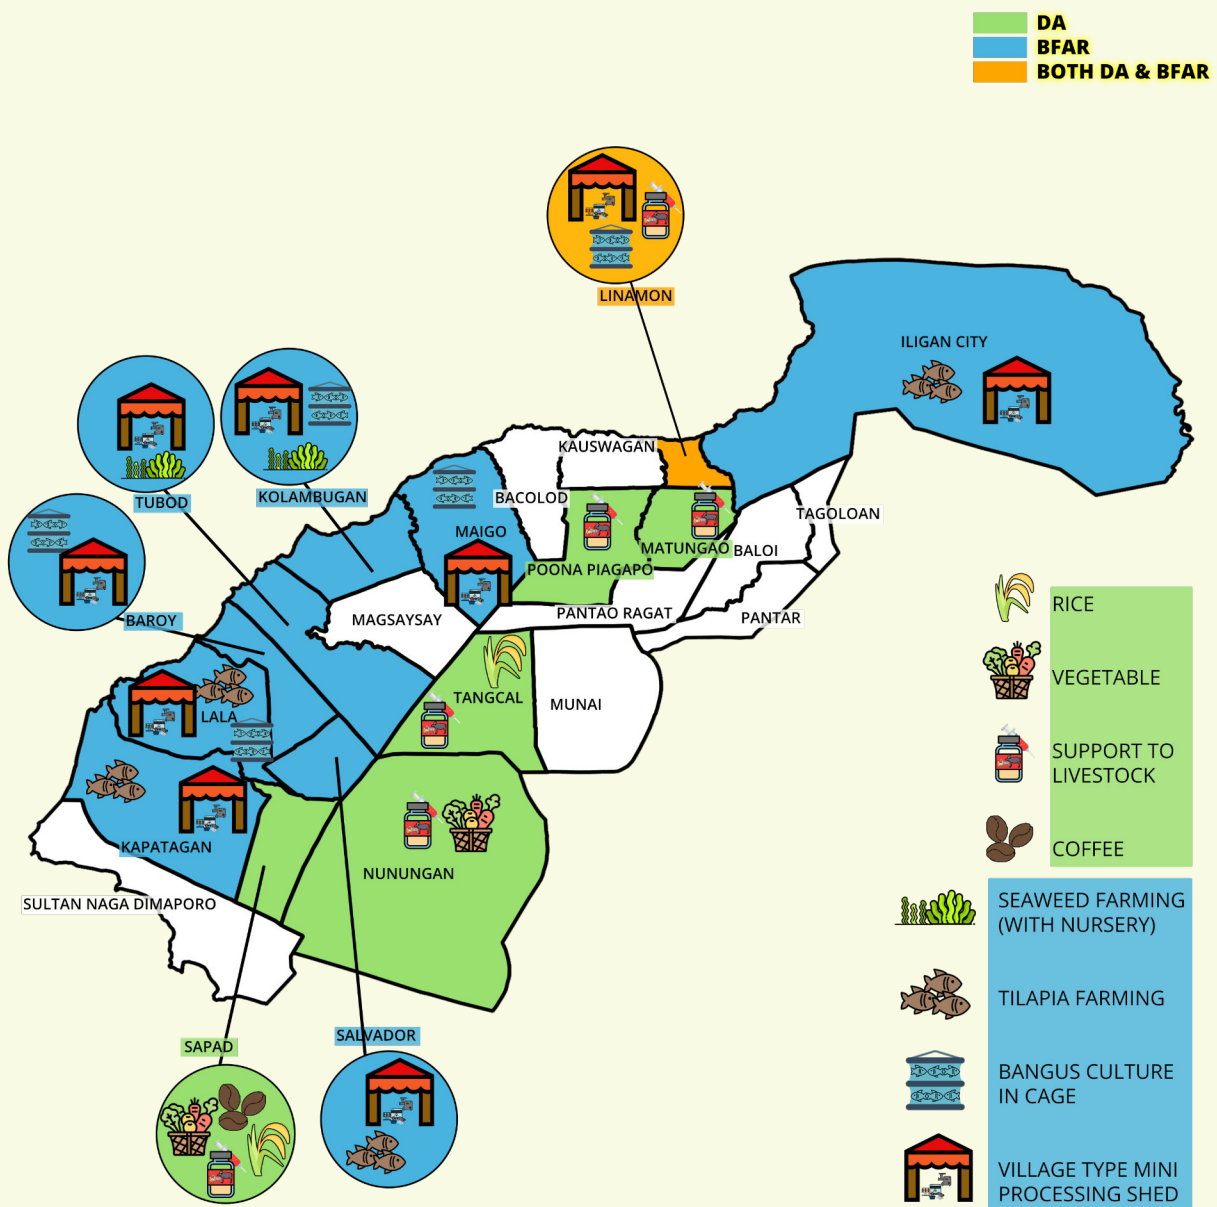 DA
BFAR
BOTH DA & BFAR
LINAMON
ILIGAN CITY
KAUSWAGAN
TUBOD
KOLAMBUGAN
BACOLOD
TAGOLOAN
MAIGO
MATUNGAO
BALOI
POONA PIAGAPO
BAROY
MAGSAYSAY
PANTAO RAGAT
PANTAR
TANGCAL
MUNAI
LALA
KAPATAGAN
NUNUNGAN
SULTAN NAGA DIMAPORO
SAPAD
SALVADOR
RICE
VEGETABLE
SUPPORT TO
LIVESTOCK
COFFEE
SEAWEED FARMING
(WITH NURSERY)
TILAPIA FARMING
BANGUS CULTURE
IN CAGE
VILLAGE TYPE MINI
PROCESSING SHED